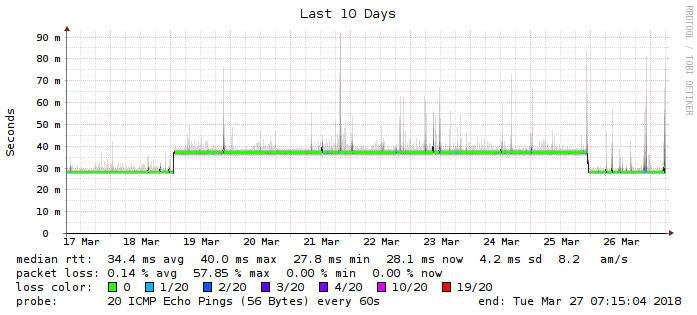 Last 10 Days
RRDTOOL / TOBI OETIKER
Seconds
90 m
80 m
70 m
60 m
50 m
40 m
30 m
20 m
10 m
0
17 Mar 18 Mar 19 Mar 20 Mar 21 Mar 22 Mar 23 Mar 24 Mar 25 Mar 26 Mar
median rtt: 34.4 ms avg 40.0 ms max 27.8 ms min 28.1 ms now 4.2 ms sd 8.2 am/s
packet loss: 0.14 % avg 57.85 % max 0.00 % min 0.00 % now
loss color: 0 1/20 2/20 3/20 4/20 10/20 19/20
probe: 20 ICMP Echo Pings (56 Bytes) every 60s end: Tue Mar 27 07:15:04 2018